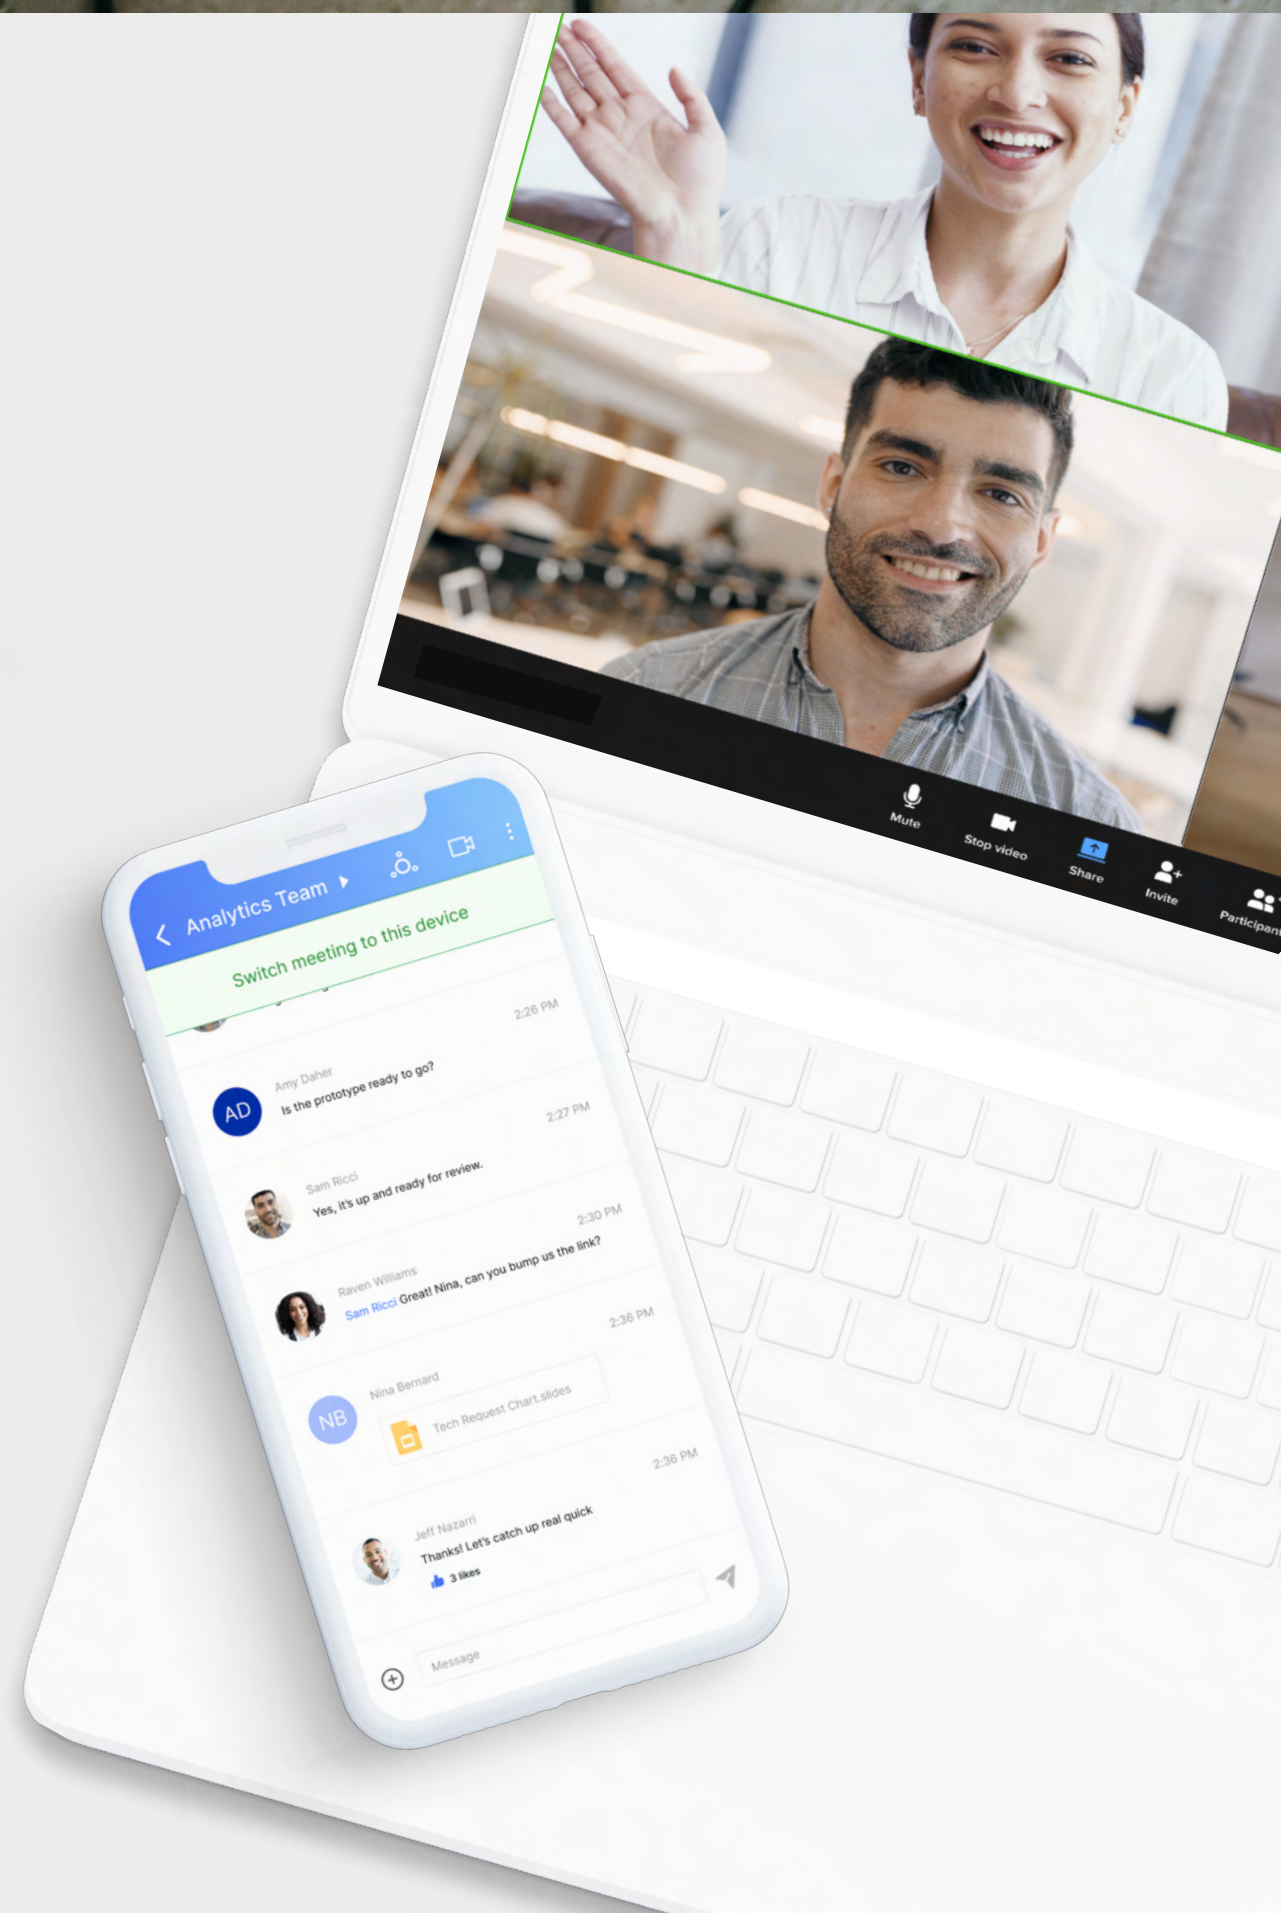 Mute
Stop video
Share
Invite
Analytics Team
Switch meeting to this device
2:26 PM
Amy Daher
AD
Is the prototype ready to go?
2:27 PM
Sam Ricci
Yes, it's up and ready for review.
2:30 PM
Raven Williams
Sam Ricci Great! Nina, can you bump us the link?
2:36 PM
Nina Bernard
NB
Tech Request Chart.slides
2:36 PM
Jeff Nazarri
Thanks! Let's catch up real quick
3 likes
Message